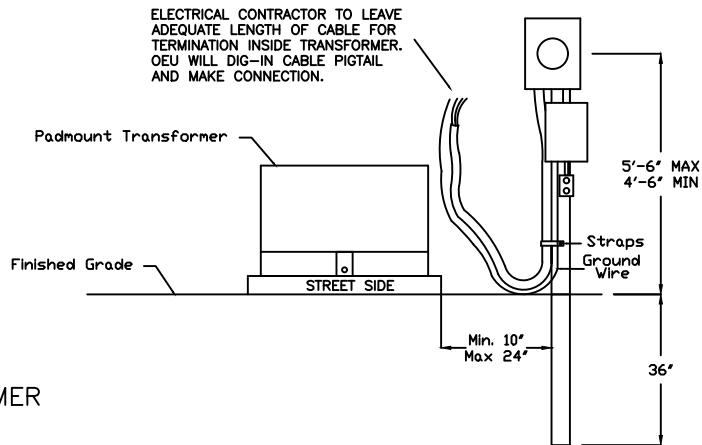 ELECTRICAL CONTRACTOR TO LEAVE
ADEQUATE LENGTH OF CABLE FOR
TERMINATION INSIDE TRANSFORMER.
OEU WILL DIG-IN CABLE PIGTAIL
AND MAKE CONNECTION.
Padmount Transformer
5'-6" MAX
4'-6" MIN
Straps
Ground
Wire
Finished Grade
STREET SIDE
Min. 10"
Max 24"
36"
MER